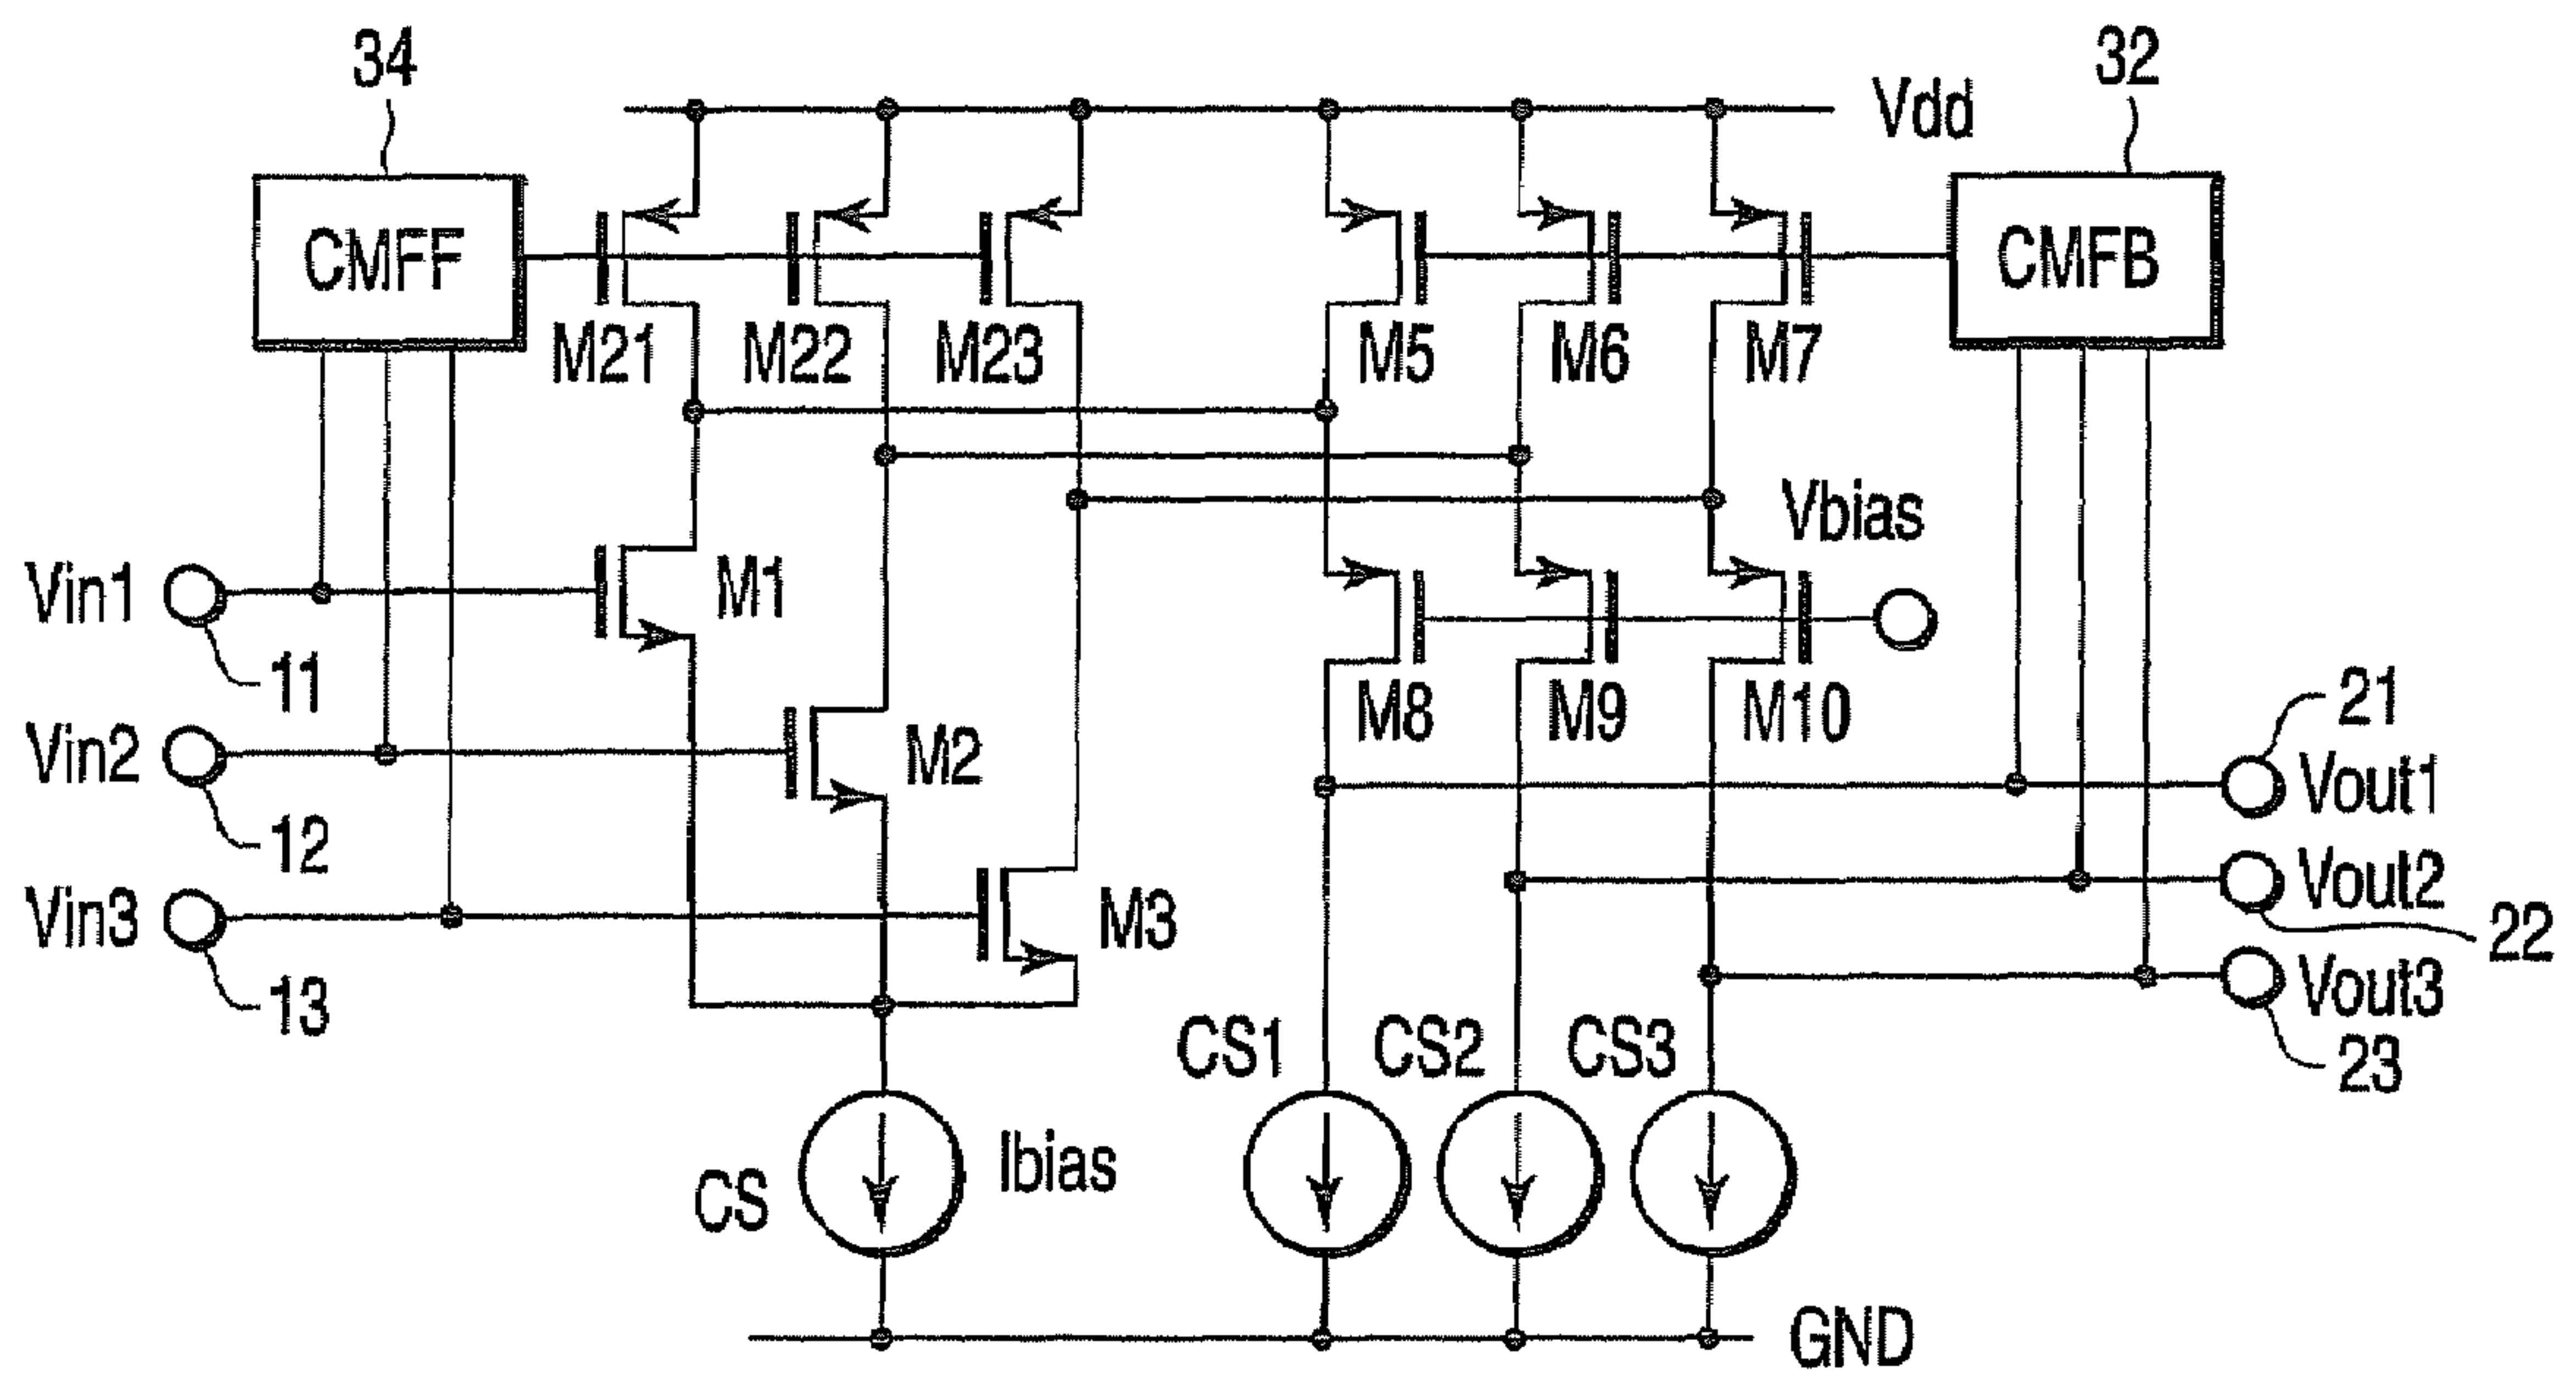 34
32
Vdd
CMFF
CMFB
M21
M22
M23
M5
M6
M7
Vbias
Vin1
M1
11
M8
M9
M10
21
Vin2
M2
Vout1
12
Vout2
Vin3
M3
22
13
Vout3
CS1
CS2
CS3
23
CS
Ibias
GND